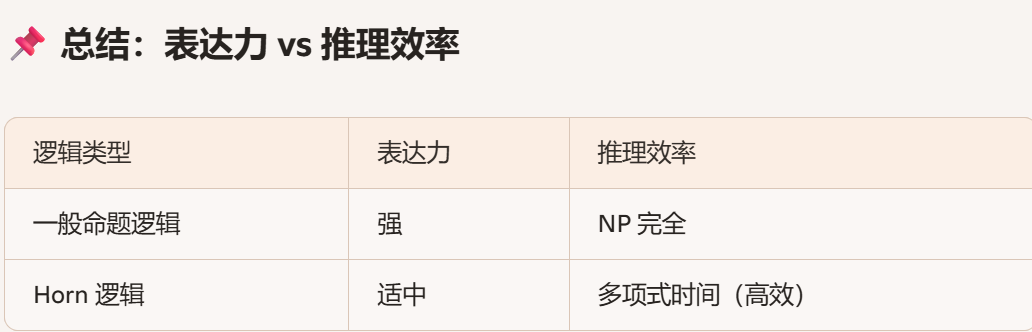 📌 总结：表达力 vs 推理效率
逻辑类型 表达力 推理效率
一般命题逻辑 强 NP 完全
Horn 逻辑 适中 多项式时间（高效）